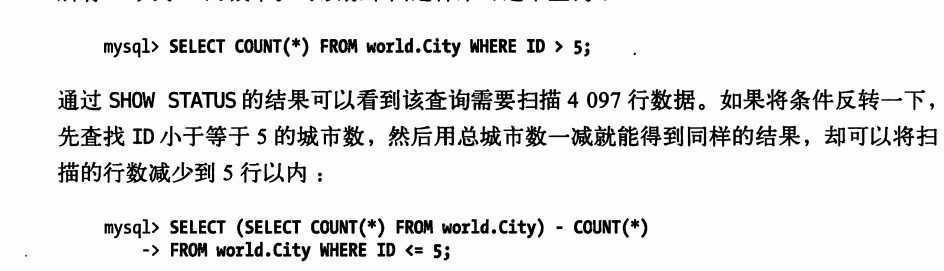 mysql> SELECT COUNT(*) FROM world.City WHERE ID > 5;
通过 SHOW STATUS 的结果可以看到该查询需要扫描 4 097 行数据。如果将条件反转一下，
先查找 ID 小于等于 5 的城市数，然后用总城市数一减就能得到同样的结果，却可以将扫
描的行数减少到 5 行以内：
mysql> SELECT (SELECT COUNT(*) FROM world.City) - COUNT(*)
-> FROM world.City WHERE ID <= 5;